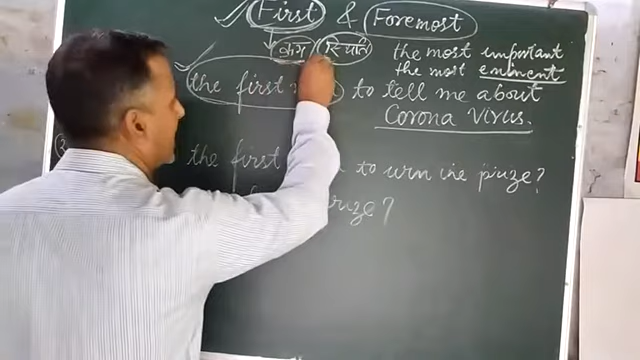 First & Foremost
क्रम स्थान the most important
the most eminent
the first to tell me about
Corona Virus.
the first to win the prize?
prize?